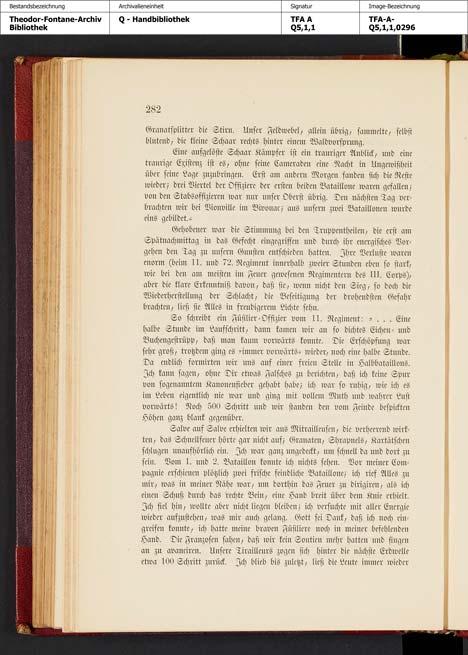 Bestandsbezeichnung
Archivalieneinheit
Signatur
Image-Bezeichnung
Theodor-Fontane-Archiv
Bibliothek
Q - Handbibliothek
TFA A
Q5,1,1
TFA-A-
Q5,1,1,0296
282
Granatsplitter die Stirn. Unser Feldwebel, allein übrig, sammelte, selbst
blutend, die kleine Schaar rechts hinter einem Waldvorsprung.
Eine aufgelöste Schaar Kämpfer ist ein trauriger Anblick, und eine
traurige Existenz ist es, ohne seine Cameraden eine Nacht in Ungewißheit
über seine Lage zuzubringen. Erst am andern Morgen fanden sich die Reste
wieder; drei Viertel der Offiziere der ersten beiden Bataillone waren gefallen;
von den Stabsoffizieren war nur unser Oberst übrig. Den nächsten Tag ver-
brachten wir bei Vionville im Bivouac; aus unsern zwei Bataillonen wurde
eins gebildet.«
Gehobener war die Stimmung bei den Truppentheilen, die erst am
Spätnachmittag in das Gefecht eingegriffen und durch ihr energisches Vor-
gehen den Tag zu unsern Gunsten entschieden hatten. Ihre Verluste waren
enorm (beim 11. und 72. Regiment innerhalb zweier Stunden eben so stark,
wie bei den am meisten im Feuer gewesenen Regimentern des III. Corps),
aber die klare Erkenntniß davon, daß sie, wenn nicht den Sieg, so doch die
Wiederherstellung der Schlacht, die Beseitigung der drohendsten Gefahr
brachten, ließ sie Alles in freudigerem Lichte sehn.
So schreibt ein Füsilier-Offizier vom 11. Regiment: » . . . Eine
halbe Stunde im Laufschritt, dann kamen wir an so dichtes Eichen- und
Buchengestrüpp, daß man kaum vorwärts konnte. Die Erschöpfung war
sehr groß; trotzdem ging es »immer vorwärts« wieder, noch eine halbe Stunde.
Da endlich formirten wir uns auf einer freien Stelle in Halbbataillons.
Ich kann sagen, ohne Dir etwas Falsches zu berichten, daß ich keine Spur
von sogenanntem Kanonenfieber gehabt habe; ich war so ruhig, wie ich es
im Leben eigentlich nie war und ging mit vollem Muth und wahrer Lust
vorwärts! Noch 500 Schritt und wir standen den vom Feinde bespickten
Höhen ganz blank gegenüber.
Salve auf Salve erhielten wir aus Mitrailleusen, die verheerend wirk-
ten, das Schnellfeuer hörte gar nicht auf; Granaten, Shrapnels, Kartätschen
schlugen unaufhörlich ein. Ich war ganz ungedeckt, um schnell da und dort zu
sein. Vom 1. und 2. Bataillon konnte ich nichts sehen. Vor meiner Com-
pagnie erschienen plötzlich zwei frische feindliche Bataillone; ich rief Alles zu
mir, was in meiner Nähe war, um dorthin das Feuer zu dirigiren, als ich
einen Schuß durch das rechte Bein, eine Hand breit über dem Knie erhielt.
Ich fiel hin, wollte aber nicht liegen bleiben; ich versuchte mit aller Energie
wieder aufzustehen, was mir auch gelang. Gott sei Dank, daß ich noch ein-
greifen konnte, ich hatte meine braven Füsiliere noch in meiner befehlenden
Hand. Die Franzosen sahen, daß wir kein Soutien mehr hatten und fingen
an zu avanciren. Unsere Tirailleurs zogen sich hinter die nächste Erdwelle
etwa 100 Schritt zurück. Ich blieb bis zuletzt, ließ die Leute immer wieder